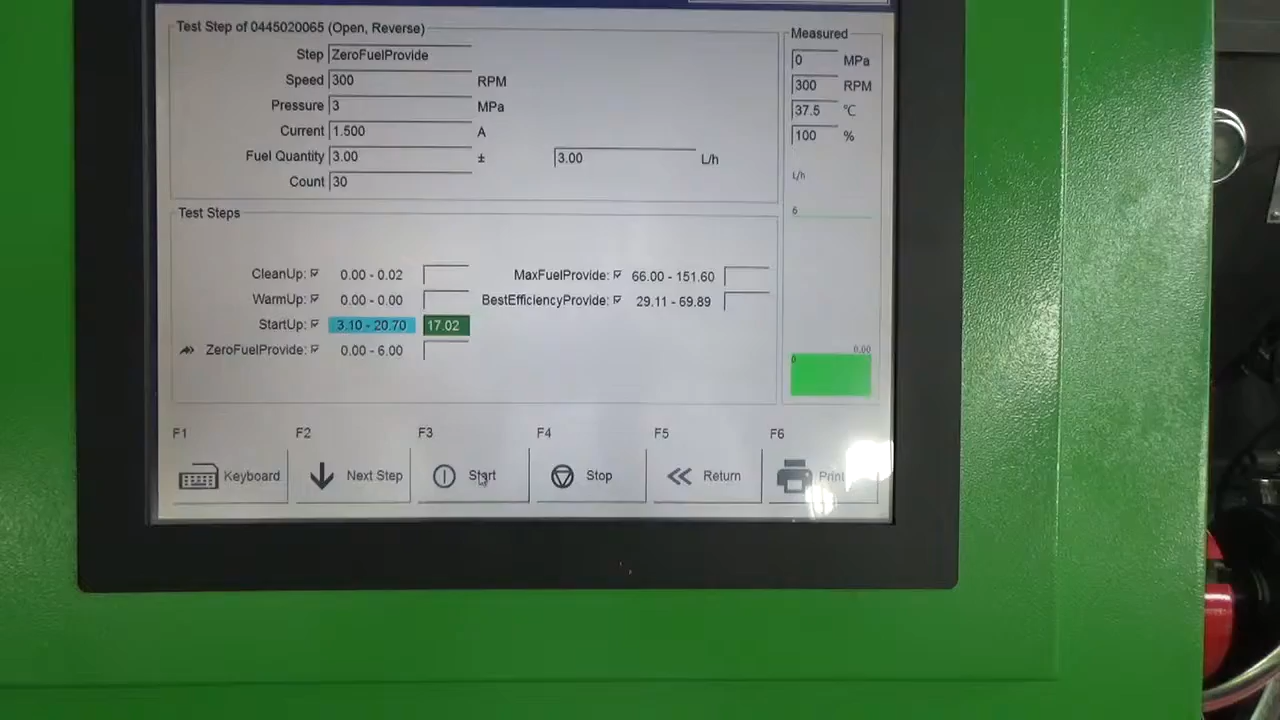 Test Step of 0445020065 (Open, Reverse)
Step ZeroFuelProvide
Speed 300 RPM
Pressure 3 MPa
Current 1.500 A
Fuel Quantity 3.00 ± 3.00 L/h
Count 30
Measured
0 MPa
300 RPM
37.5 ℃
100 %
L/h
6
0.00
0
Test Steps
CleanUp: 0.00 - 0.02
WarmUp: 0.00 - 0.00
StartUp: 3.10 - 20.70 17.02
ZeroFuelProvide: 0.00 - 6.00
MaxFuelProvide: 66.00 - 151.60
BestEfficiencyProvide: 29.11 - 69.89
F1 F2 F3 F4 F5 F6
Keyboard Next Step Start Stop Return Print